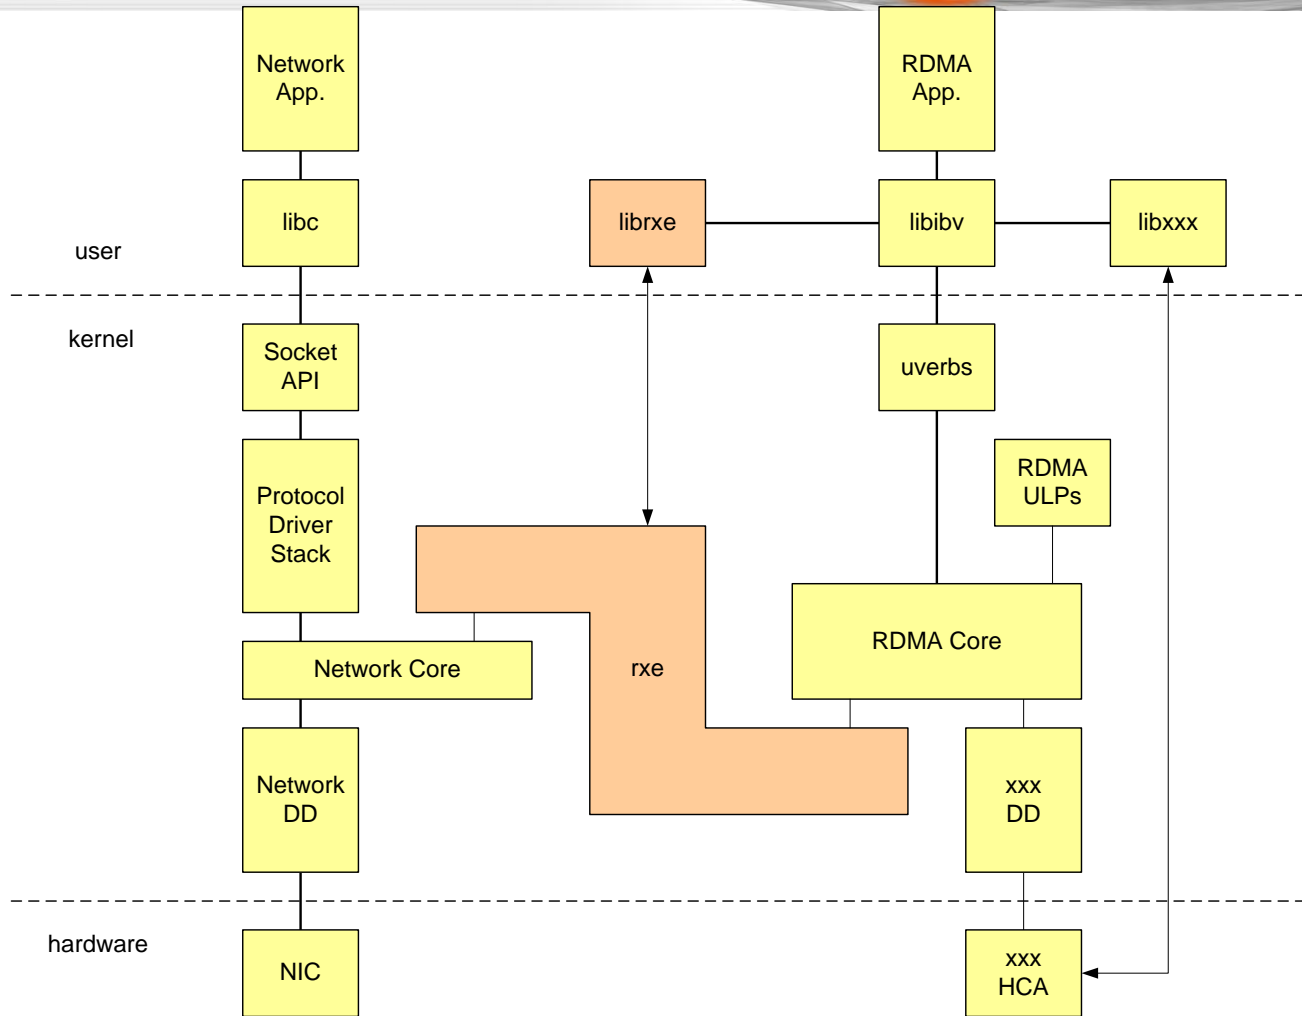 Network
App.
RDMA
App.
libc
librxe
libibv
libxxx
user
kernel
Socket
API
uverbs
Protocol
Driver
Stack
RDMA
ULPs
Network Core
rxe
RDMA Core
Network
DD
xxx
DD
hardware
NIC
xxx
HCA